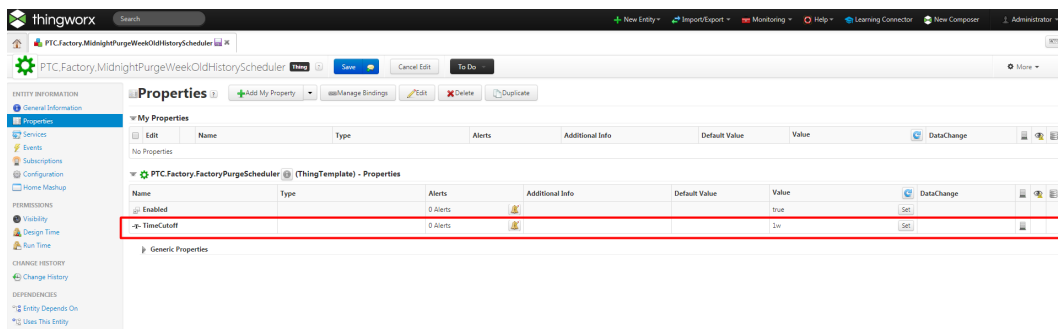 thingworx Search New Entity Import/Export Monitoring Help Learning Connector New Composer Administrator
PTC.Factory.MidnightPurgeWeekOldHistoryScheduler
PTC.Factory.MidnightPurgeWeekOldHistoryScheduler Thing Save Cancel Edit To Do More
ENTITY INFORMATION
General Information
Properties
Services
Events
Subscriptions
Configuration
Home Mashup
PERMISSIONS
Visibility
Design Time
Run Time
CHANGE HISTORY
Change History
DEPENDENCIES
Entity Depends On
Uses This Entity
Properties Add My Property Manage Bindings Edit Delete Duplicate
My Properties
Edit Name Type Alerts Additional Info Default Value Value DataChange
No Properties
PTC.Factory.FactoryPurgeScheduler (ThingTemplate) - Properties
Name Type Alerts Additional Info Default Value Value DataChange
Enabled 0 Alerts true Set
-T- TimeCutoff 0 Alerts 1w Set
Generic Properties